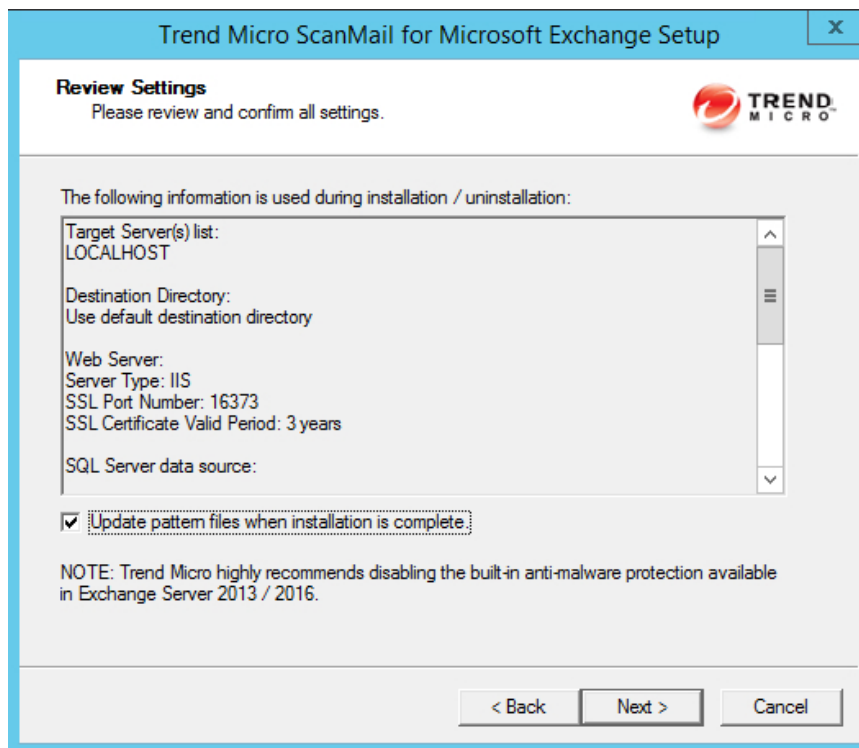 Trend Micro ScanMail for Microsoft Exchange Setup
x
Review Settings
Please review and confirm all settings.
TREND
MICRO
The following information is used during installation / uninstallation:
Target Server(s) list:
LOCALHOST
Destination Directory:
Use default destination directory
Web Server:
Server Type: IIS
SSL Port Number: 16373
SSL Certificate Valid Period: 3 years
SQL Server data source:
Update pattern files when installation is complete.
NOTE: Trend Micro highly recommends disabling the built-in anti-malware protection available
in Exchange Server 2013 / 2016.
< Back
Next >
Cancel